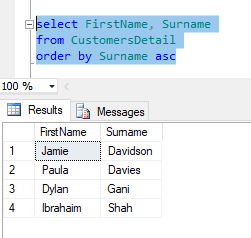 select FirstName, Surname
from CustomersDetail
order by Surname asc
100 %
Results Messages
FirstName Surname
1 Jamie Davidson
2 Paula Davies
3 Dylan Gani
4 Ibrahaim Shah